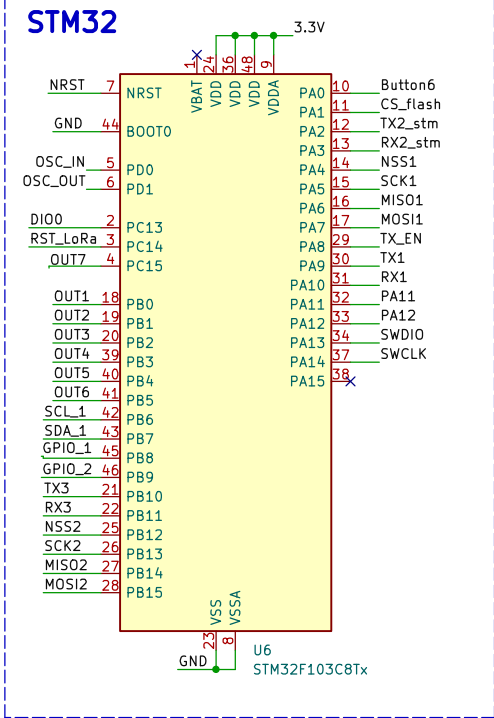 STM32
3.3V
1 24 36 48 9
VBAT VDD VDD VDD VDDA
NRST 7 NRST
GND 44 BOOT0
OSC_IN 5 PD0
OSC_OUT 6 PD1
DIO0 2 PC13
RST_LoRa 3 PC14
OUT7 4 PC15
OUT1 18 PB0
OUT2 19 PB1
OUT3 20 PB2
OUT4 39 PB3
OUT5 40 PB4
OUT6 41 PB5
SCL_1 42 PB6
SDA_1 43 PB7
GPIO_1 45 PB8
GPIO_2 46 PB9
TX3 21 PB10
RX3 22 PB11
NSS2 25 PB12
SCK2 26 PB13
MISO2 27 PB14
MOSI2 28 PB15
PA0 10 Button6
PA1 11 CS_flash
PA2 12 TX2_stm
PA3 13 RX2_stm
PA4 14 NSS1
PA5 15 SCK1
PA6 16 MISO1
PA7 17 MOSI1
PA8 29 TX_EN
PA9 30 TX1
PA10 31 RX1
PA11 32 PA11
PA12 33 PA12
PA13 34 SWDIO
PA14 37 SWCLK
PA15 38
VSS VSSA
23 8
GND
U6
STM32F103C8Tx